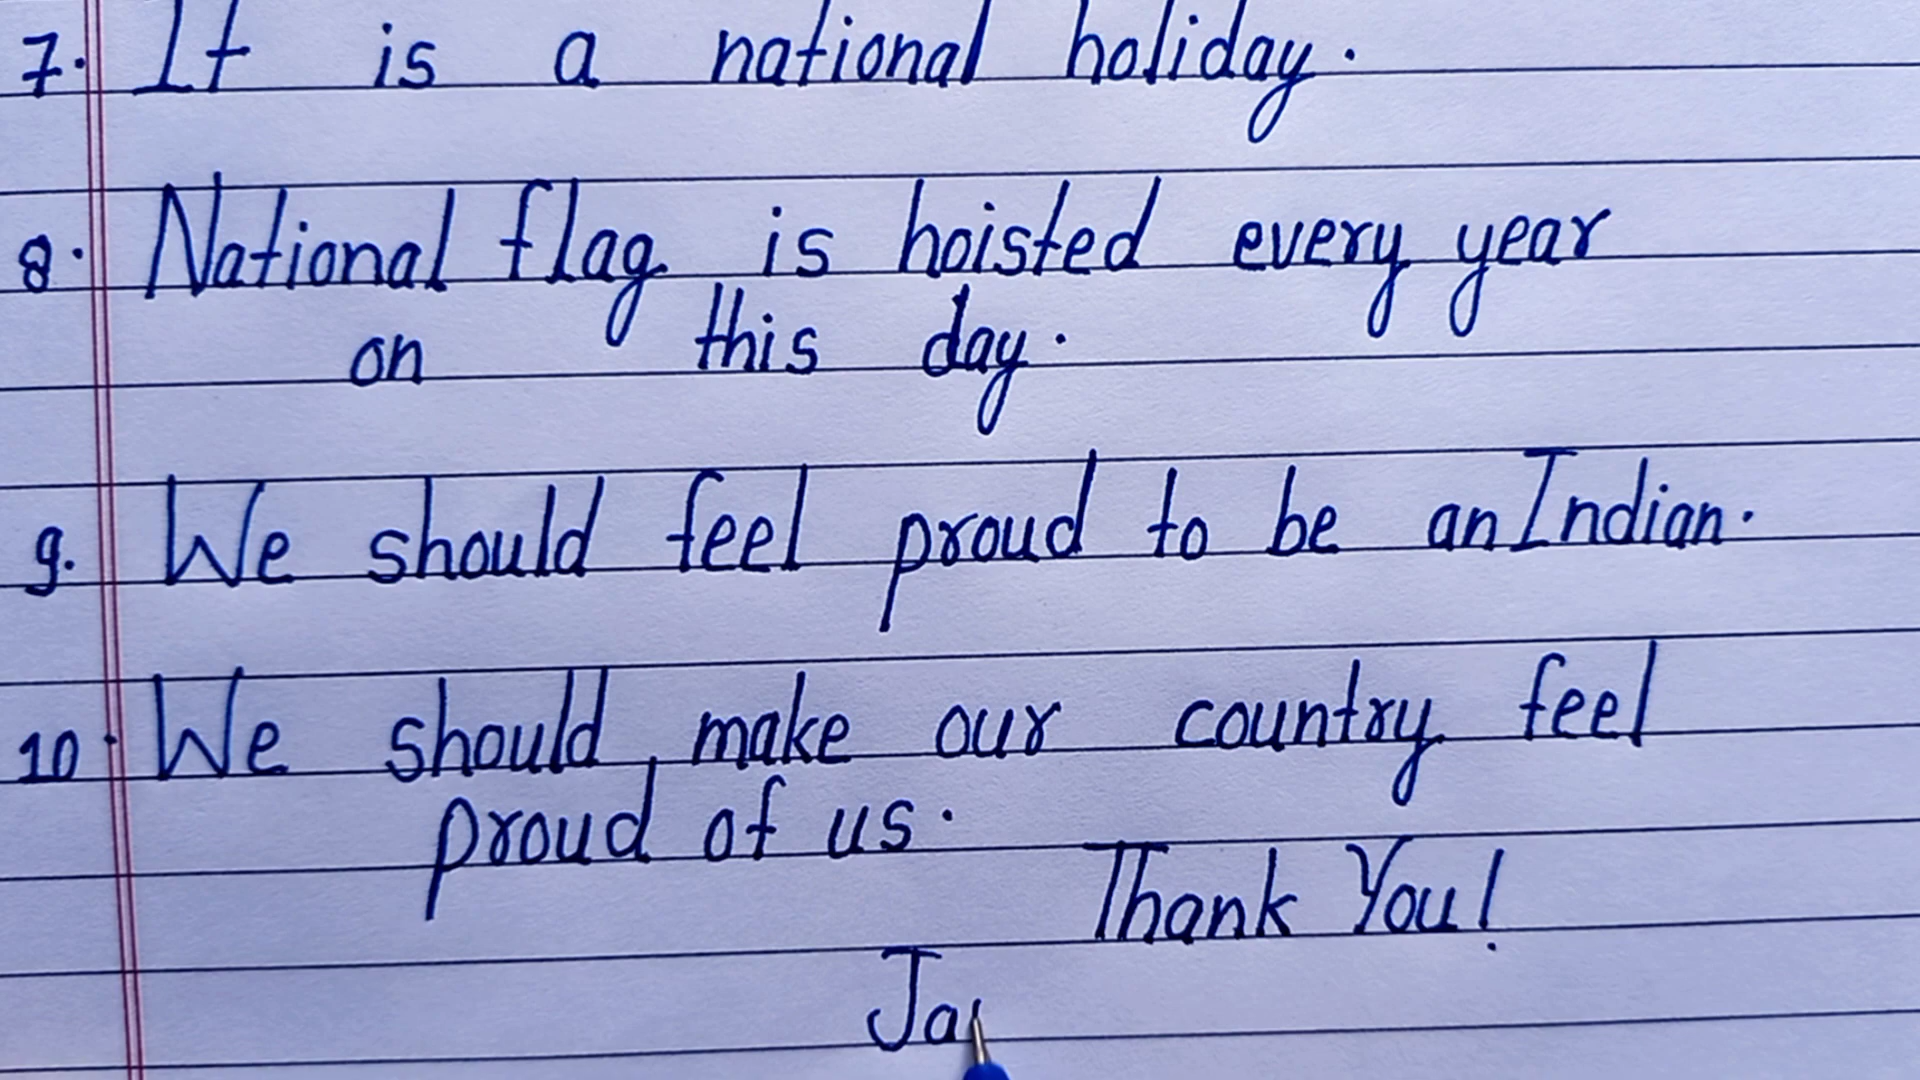 7. It is a national holiday.
8. National flag is hoisted every year
on this day.
9. We should feel proud to be an Indian.
10. We should make our country feel
proud of us.
Thank You!